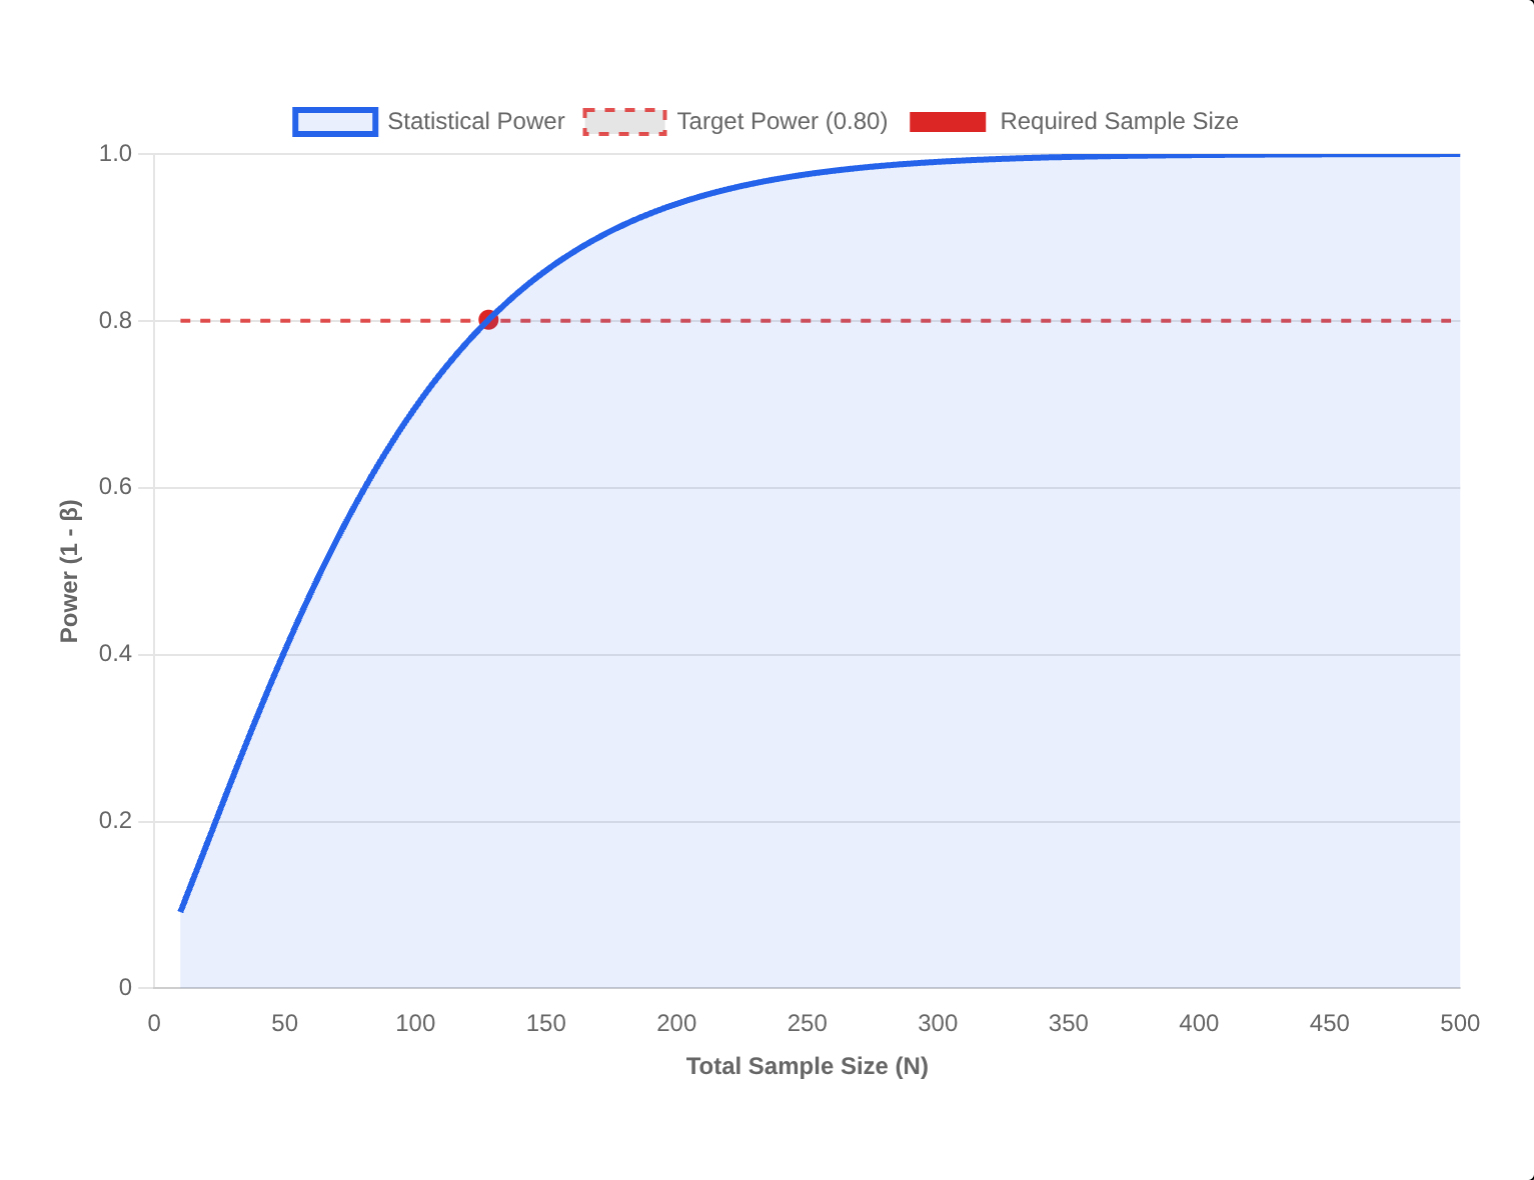 Statistical Power Target Power (0.80) Required Sample Size
1.0
0.8
0.6
0.4
0.2
0
Power (1 - β)
0 50 100 150 200 250 300 350 400 450 500
Total Sample Size (N)